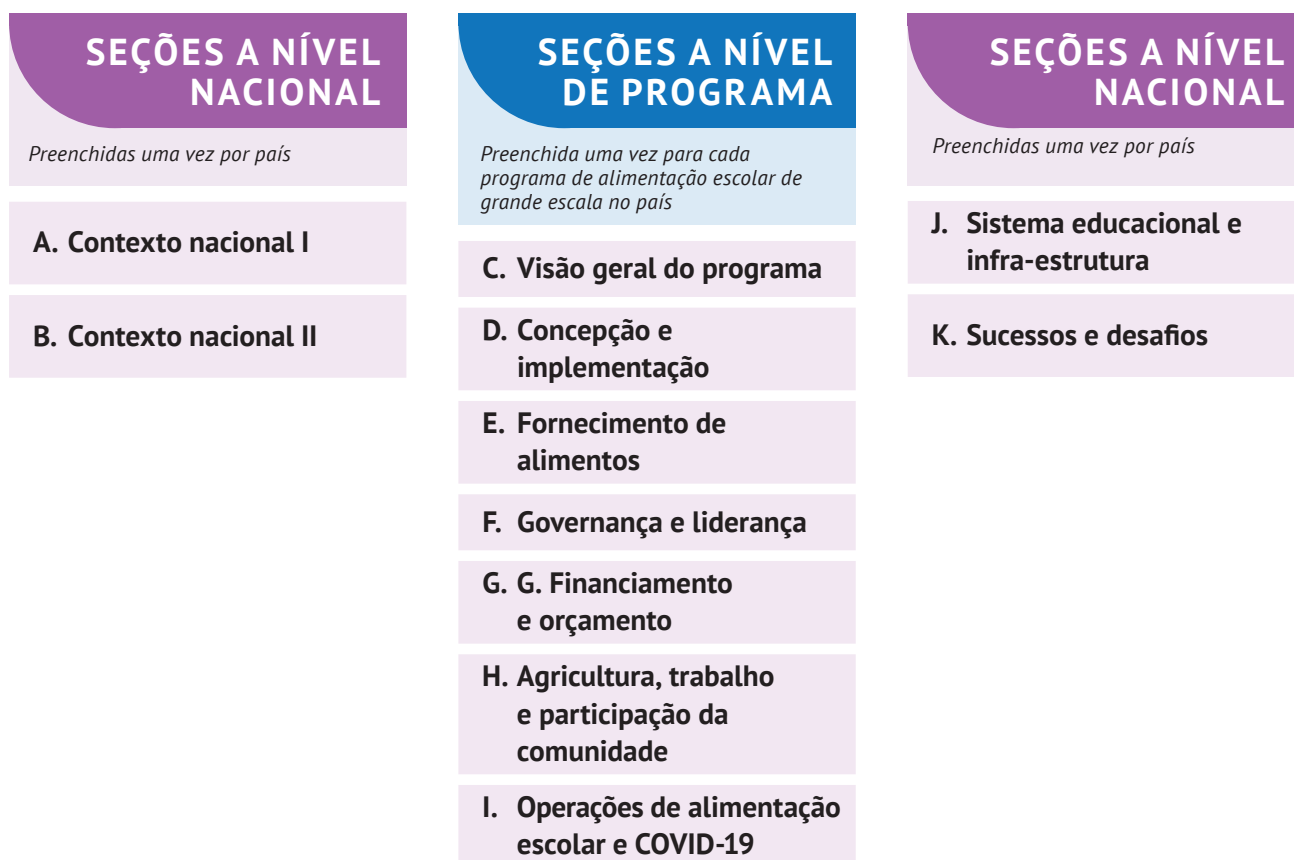 SEÇÕES A NÍVEL
NACIONAL
Preenchidas uma vez por país
A. Contexto nacional I
B. Contexto nacional II
SEÇÕES A NÍVEL
DE PROGRAMA
Preenchida uma vez para cada
programa de alimentação escolar de
grande escala no país
C. Visão geral do programa
D. Concepção e
implementação
E. Fornecimento de
alimentos
F. Governança e liderança
G. G. Financiamento
e orçamento
H. Agricultura, trabalho
e participação da
comunidade
I. Operações de alimentação
escolar e COVID-19
SEÇÕES A NÍVEL
NACIONAL
Preenchidas uma vez por país
J. Sistema educacional e
infra-estrutura
K. Sucessos e desafios